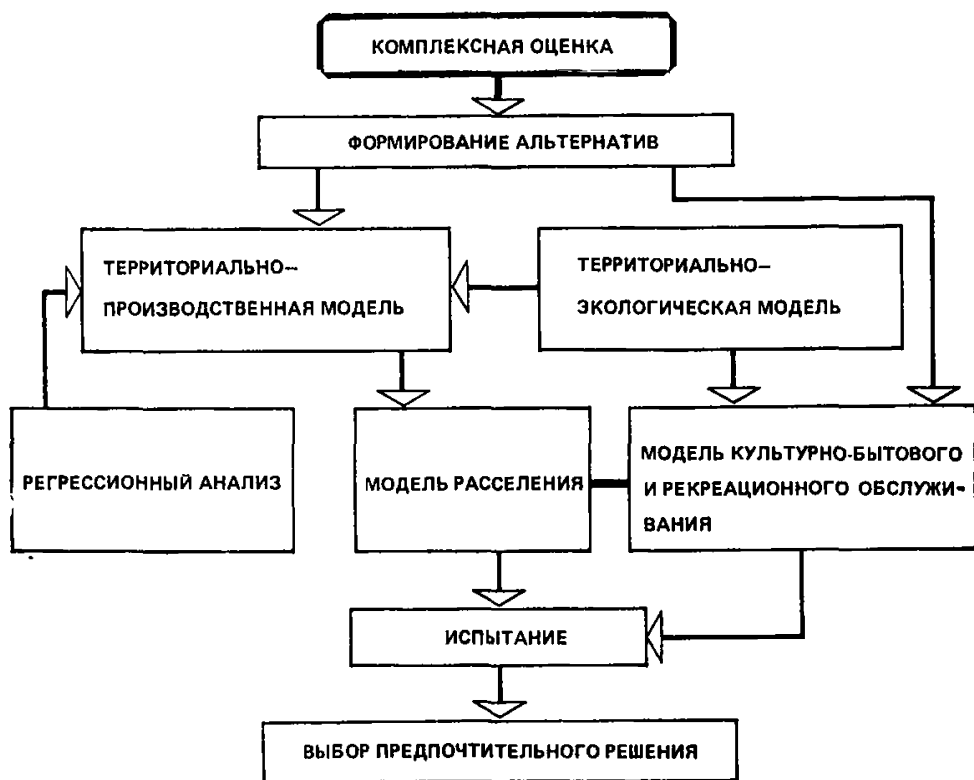 КОМПЛЕКСНАЯ ОЦЕНКА
ФОРМИРОВАНИЕ АЛЬТЕРНАТИВ
ТЕРРИТОРИАЛЬНО-
ПРОИЗВОДСТВЕННАЯ МОДЕЛЬ
ТЕРРИТОРИАЛЬНО-
ЭКОЛОГИЧЕСКАЯ МОДЕЛЬ
РЕГРЕССИОННЫЙ АНАЛИЗ
МОДЕЛЬ РАССЕЛЕНИЯ
МОДЕЛЬ КУЛЬТУРНО-БЫТОВОГО
И РЕКРЕАЦИОННОГО ОБСЛУЖИ-
ВАНИЯ
ИСПЫТАНИЕ
ВЫБОР ПРЕДПОЧТИТЕЛЬНОГО РЕШЕНИЯ